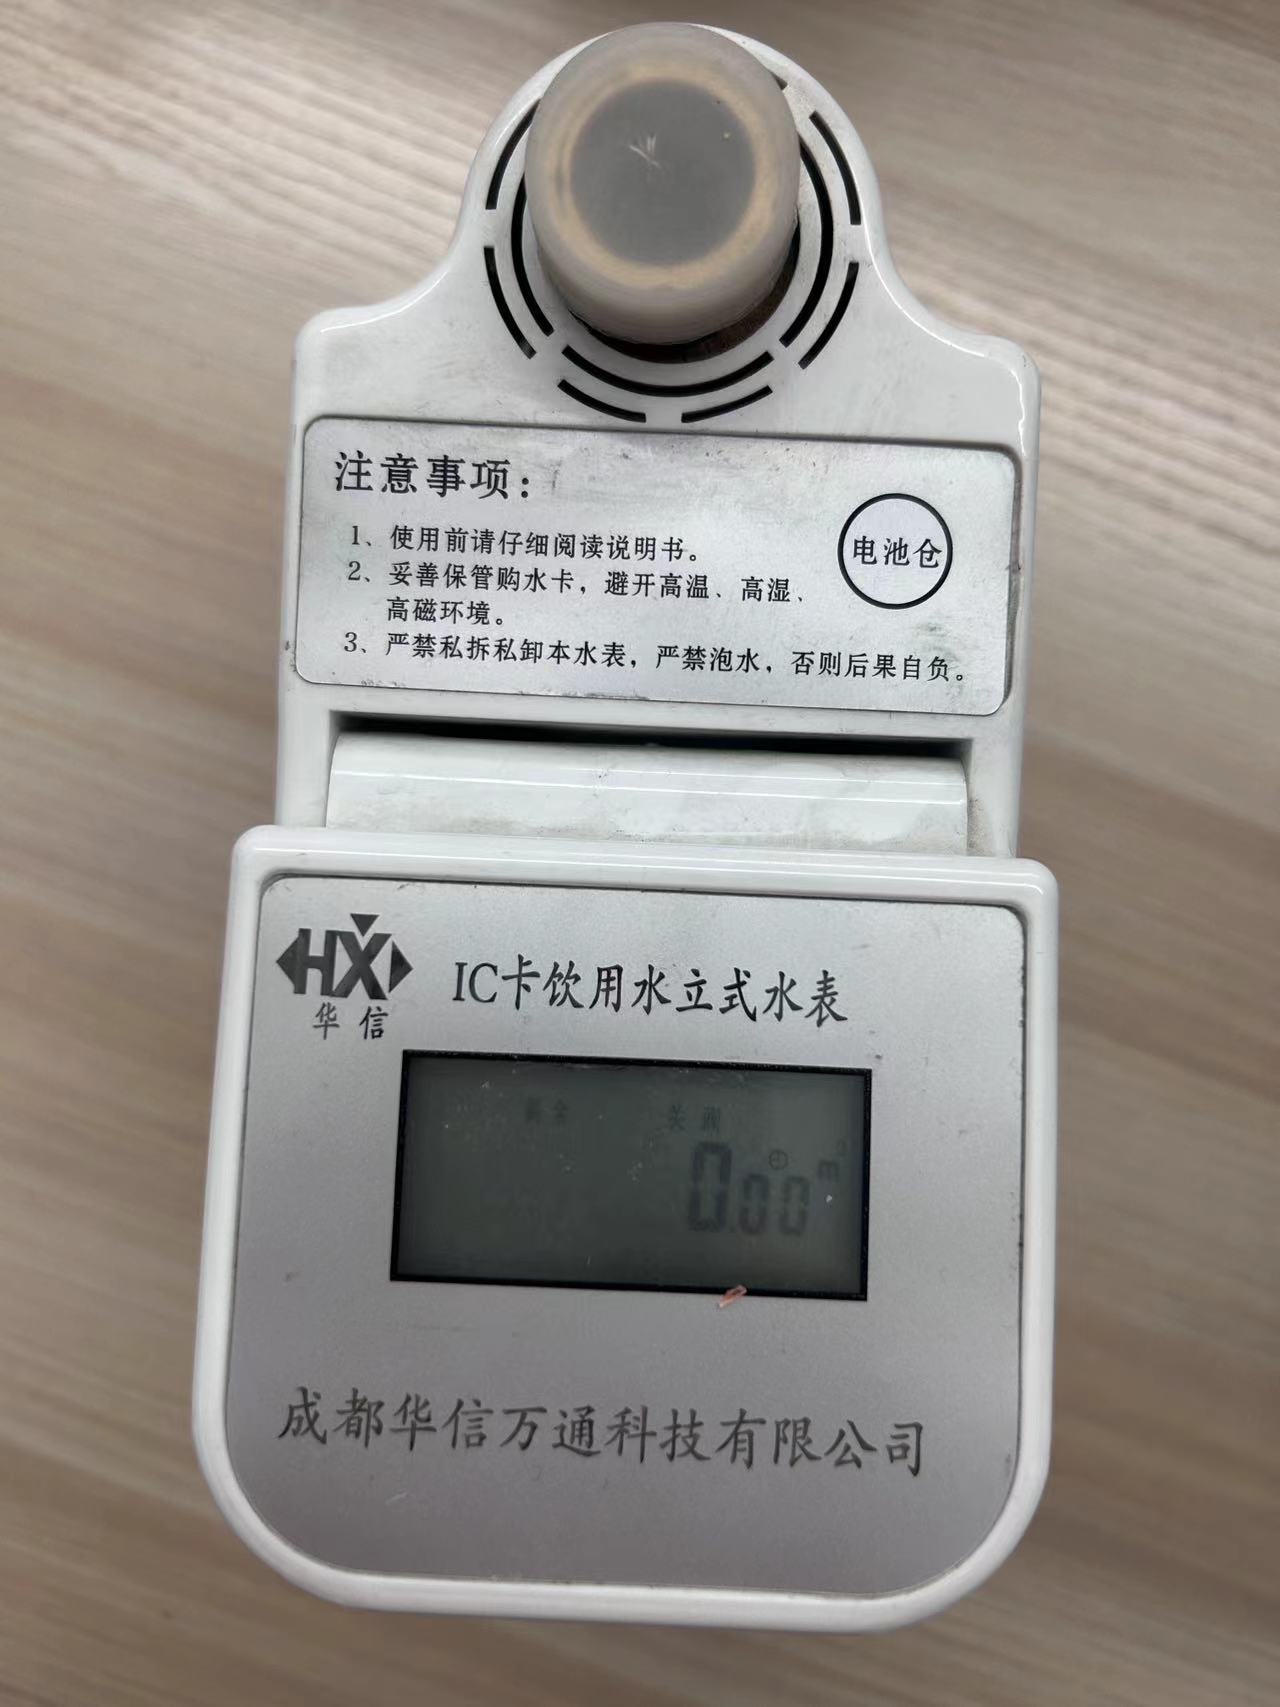 注意事项：
1、使用前请仔细阅读说明书。
2、妥善保管购水卡，避开高温、高湿、
高磁环境。
3、严禁私拆私卸本水表，严禁泡水，否则后果自负。
电池仓
HX
华信
IC卡饮用水立式水表
关阀
0.00 m³
成都华信万通科技有限公司